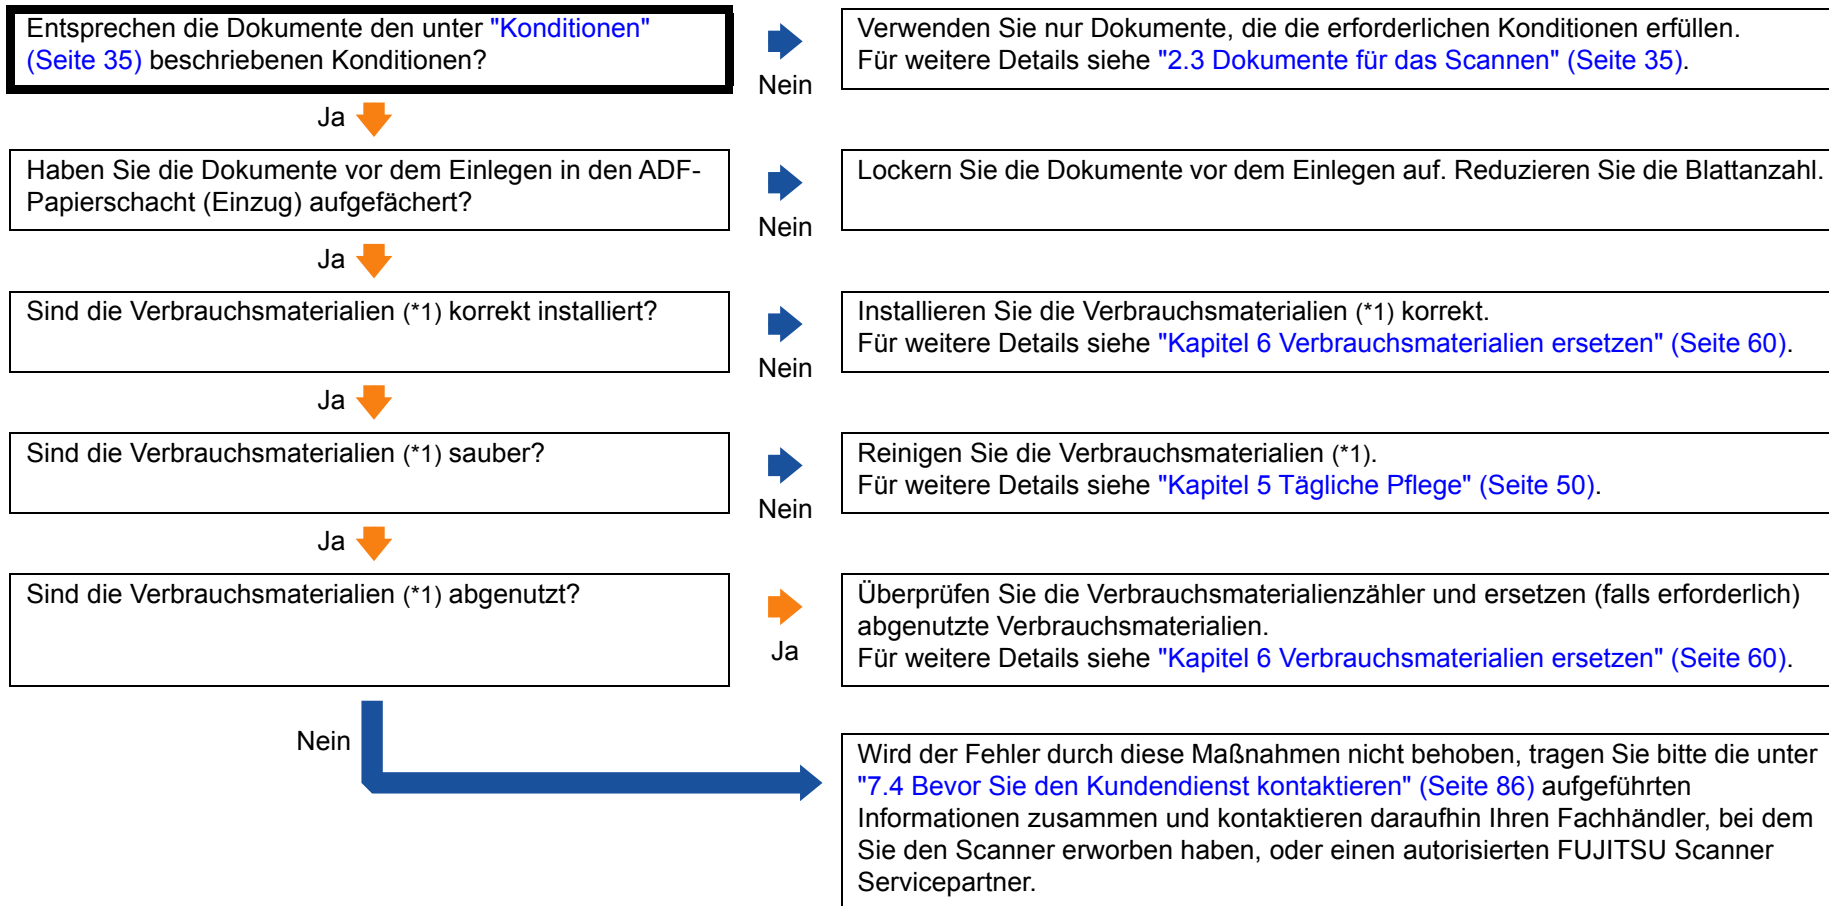 Entsprechen die Dokumente den unter "Konditionen"
(Seite 35) beschriebenen Konditionen?
Nein
Verwenden Sie nur Dokumente, die die erforderlichen Konditionen erfüllen.
Für weitere Details siehe "2.3 Dokumente für das Scannen" (Seite 35).
Ja
Haben Sie die Dokumente vor dem Einlegen in den ADF-
Papierschacht (Einzug) aufgefächert?
Nein
Lockern Sie die Dokumente vor dem Einlegen auf. Reduzieren Sie die Blattanzahl.
Ja
Sind die Verbrauchsmaterialien (*1) korrekt installiert?
Nein
Installieren Sie die Verbrauchsmaterialien (*1) korrekt.
Für weitere Details siehe "Kapitel 6 Verbrauchsmaterialien ersetzen" (Seite 60).
Ja
Sind die Verbrauchsmaterialien (*1) sauber?
Nein
Reinigen Sie die Verbrauchsmaterialien (*1).
Für weitere Details siehe "Kapitel 5 Tägliche Pflege" (Seite 50).
Ja
Sind die Verbrauchsmaterialien (*1) abgenutzt?
Ja
Überprüfen Sie die Verbrauchsmaterialienzähler und ersetzen (falls erforderlich)
abgenutzte Verbrauchsmaterialien.
Für weitere Details siehe "Kapitel 6 Verbrauchsmaterialien ersetzen" (Seite 60).
Nein
Wird der Fehler durch diese Maßnahmen nicht behoben, tragen Sie bitte die unter
"7.4 Bevor Sie den Kundendienst kontaktieren" (Seite 86) aufgeführten
Informationen zusammen und kontaktieren daraufhin Ihren Fachhändler, bei dem
Sie den Scanner erworben haben, oder einen autorisierten FUJITSU Scanner
Servicepartner.